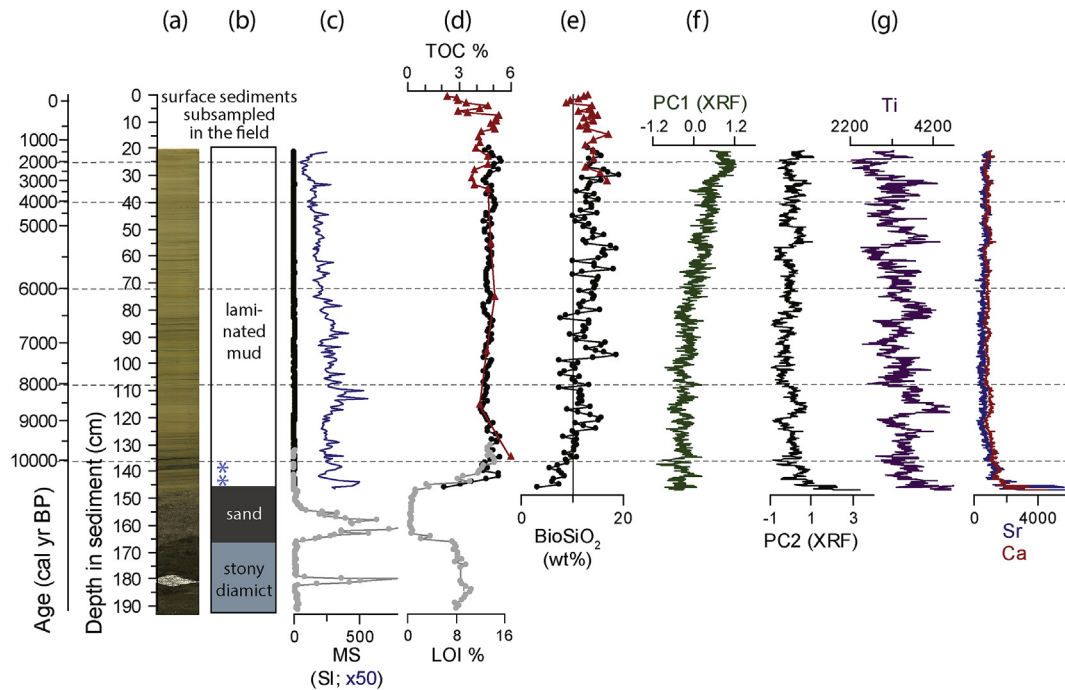 (a) (b) (c) (d) (e) (f) (g)
TOC %
0 3 6
PC1 (XRF)
-1.2 0.0 1.2
Ti
2200 4200
surface sediments
subsampled
in the field
Age (cal yr BP)
0
1000
2000
3000
4000
5000
6000
7000
8000
9000
10000
Depth in sediment (cm)
0
10
20
30
40
50
60
70
80
90
100
110
120
130
140
150
160
170
180
190
lami-
nated
mud
**
sand
stony
diamict
0 500
MS
(SI; x50)
0 8 16
LOI %
0 20
BioSiO2
(wt%)
-1 1 3
PC2 (XRF)
0 4000
Sr
Ca